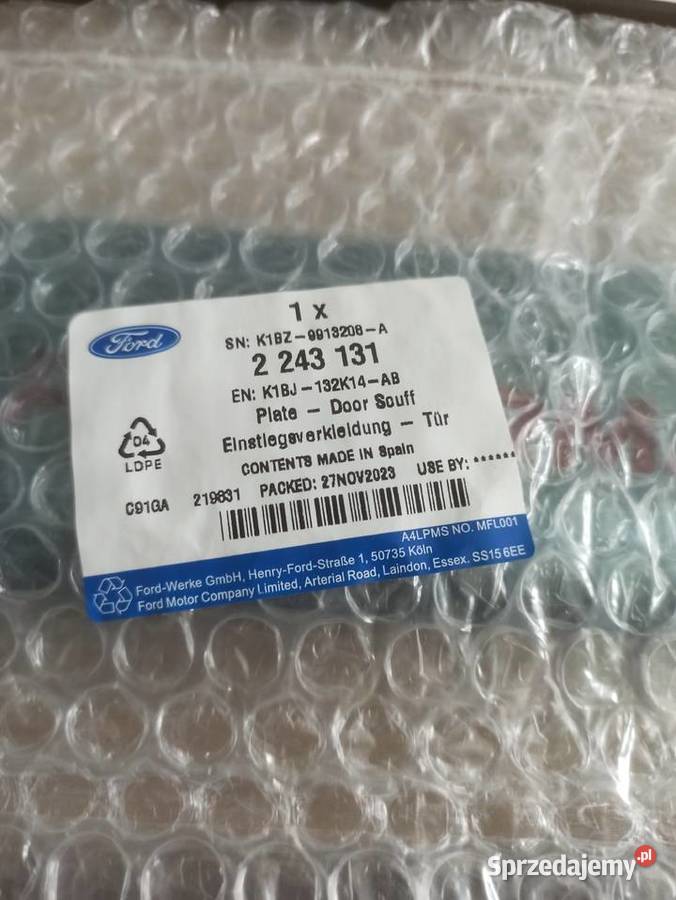 Ford
1 x
SN: K1BZ-9913208-A
2 243 131
EN: K1BJ-132K14-AB
Plate - Door Scuff
Einstiegsverkleidung - Tür
CONTENTS MADE IN Spain
04
LDPE
C91GA 219631 PACKED: 27NOV2023 USE BY: ******
A4LPMS NO. MFL001
Ford-Werke GmbH, Henry-Ford-Straße 1, 50735 Köln
Ford Motor Company Limited, Arterial Road, Laindon, Essex. SS15 6EE
Sprzedajemy.pl